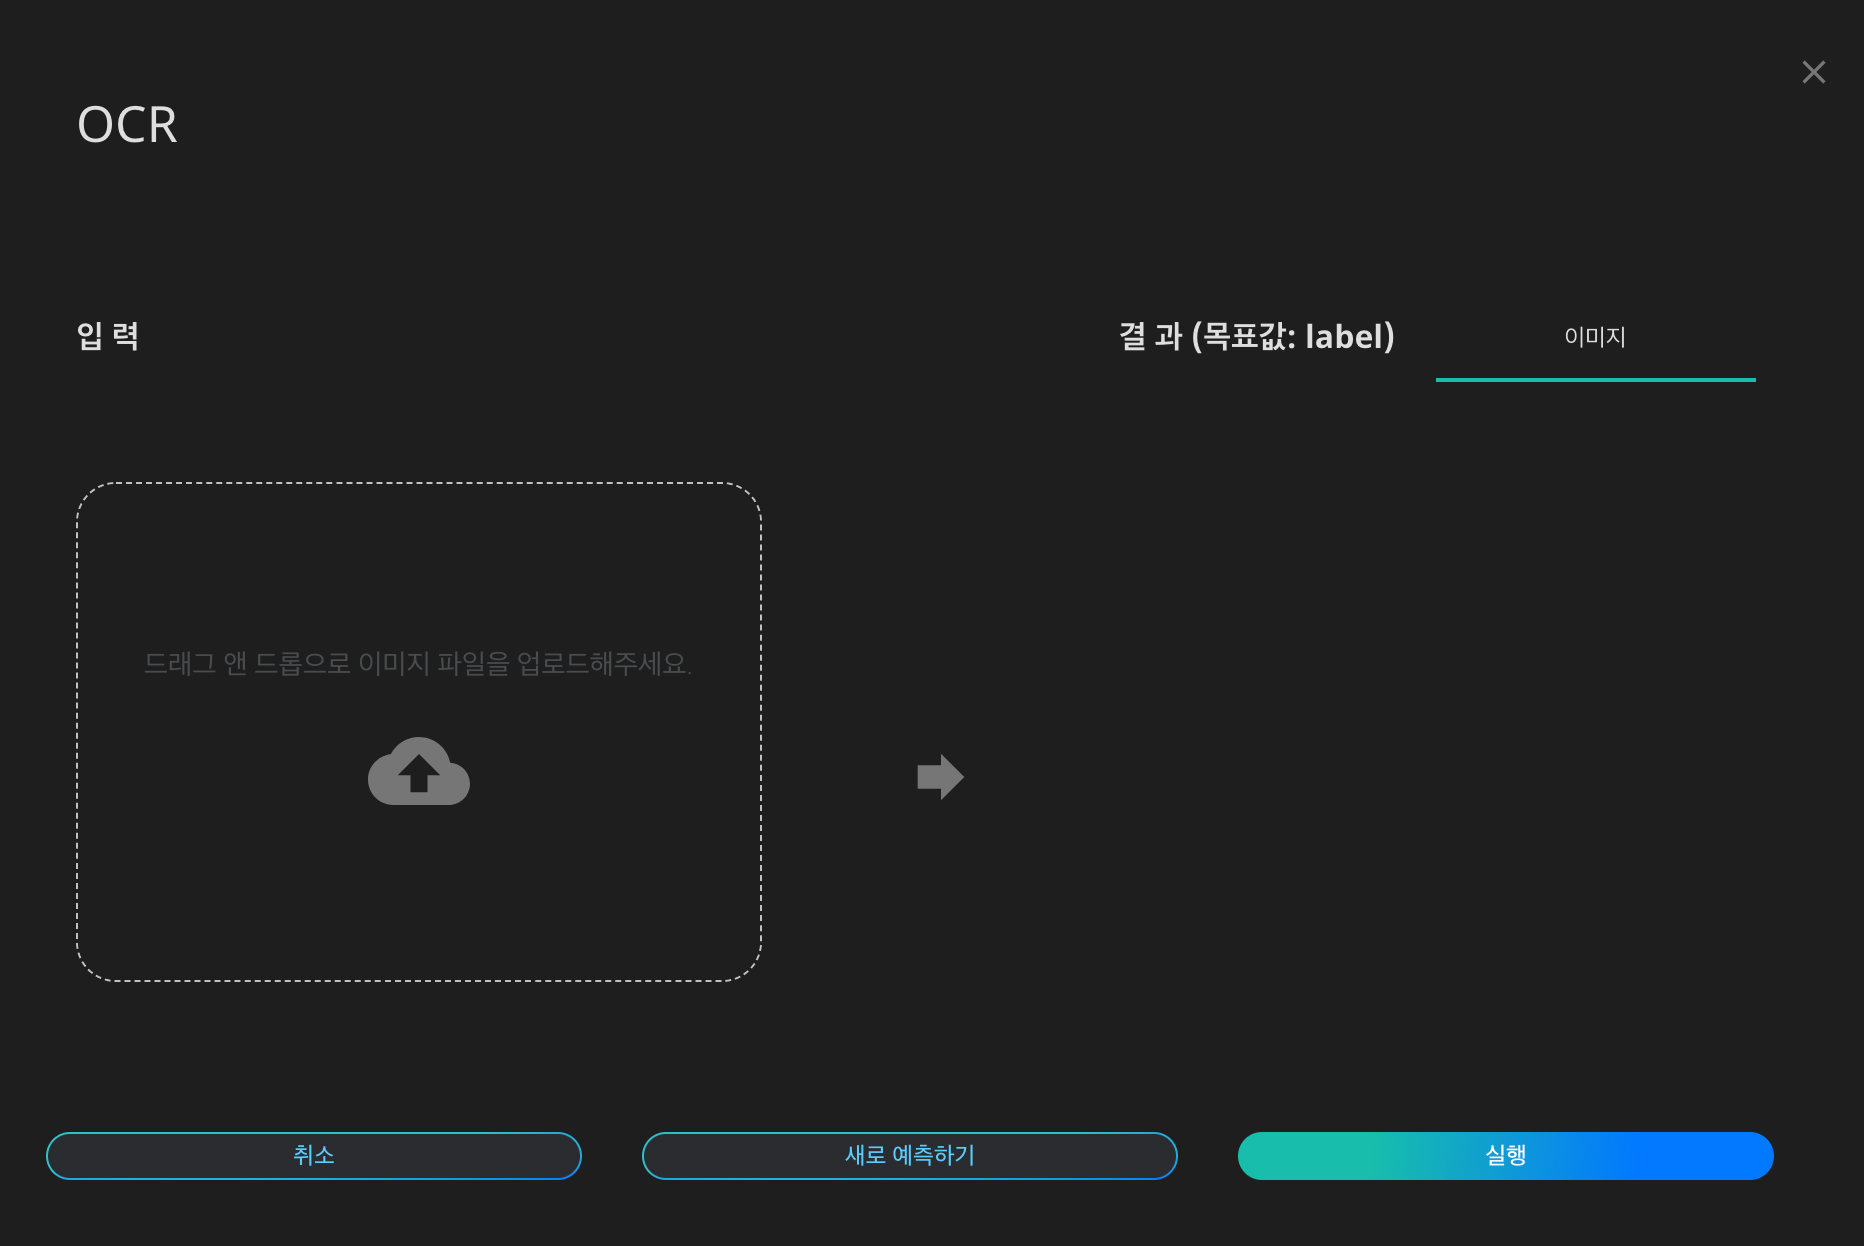 OCR
입 력
결 과 (목표값: label)
이미지
드래그 앤 드롭으로 이미지 파일을 업로드해주세요.
취소
새로 예측하기
실행